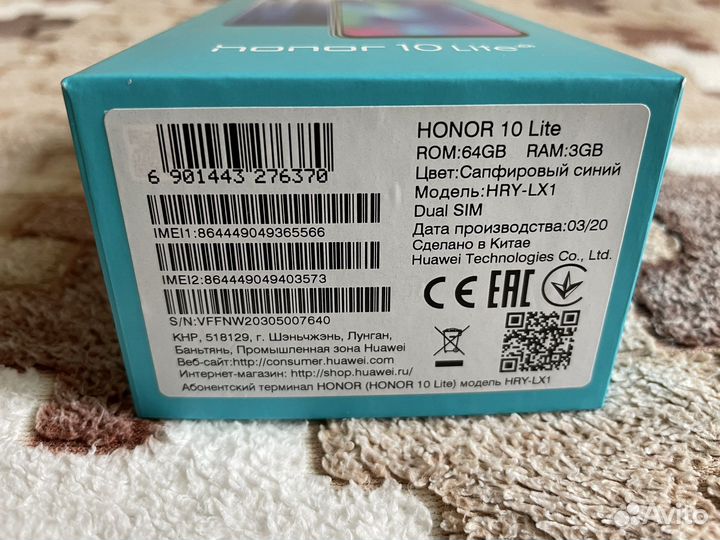 honor 10 Lite
6 901443 276370
IMEI1:864449049365566
IMEI2:864449049403573
S/N:VFFNW20305007640
КНР, 518129, г. Шэньчжэнь, Лунган,
Баньтянь, Промышленная зона Huawei
Веб-сайт:http://consumer.huawei.com
Интернет-магазин: http://shop.huawei.ru/
Абонентский терминал HONOR (HONOR 10 Lite) модель HRY-LX1
HONOR 10 Lite
ROM:64GB RAM:3GB
Цвет:Сапфировый синий
Модель:HRY-LX1
Dual SIM
Дата производства:03/20
Сделано в Китае
Huawei Technologies Co., Ltd.
CE EAC
Avito